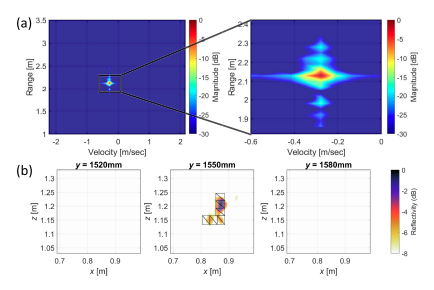 (a)
3.5
3
2.5
2
1.5
1
Range [m]
-2 -1 0 1 2
Velocity [m/sec]
0
-5
-10
-15
-20
-25
-30
Magnitude [dB]
2.4
2.3
2.2
2.1
2
1.9
Range [m]
-0.6 -0.5 -0.4 -0.3 -0.2 -0.1 0
Velocity [m/sec]
0
-5
-10
-15
-20
-25
-30
Magnitude [dB]
(b)
y = 1520mm
1.3
1.25
1.2
1.15
1.1
1.05
z [m]
0.7 0.8 0.9
x [m]
y = 1550mm
1.3
1.25
1.2
1.15
1.1
1.05
z [m]
0.7 0.8 0.9
x [m]
y = 1580mm
1.3
1.25
1.2
1.15
1.1
1.05
z [m]
0.7 0.8 0.9
x [m]
0
-2
-4
-6
-8
Reflectivity (dB)